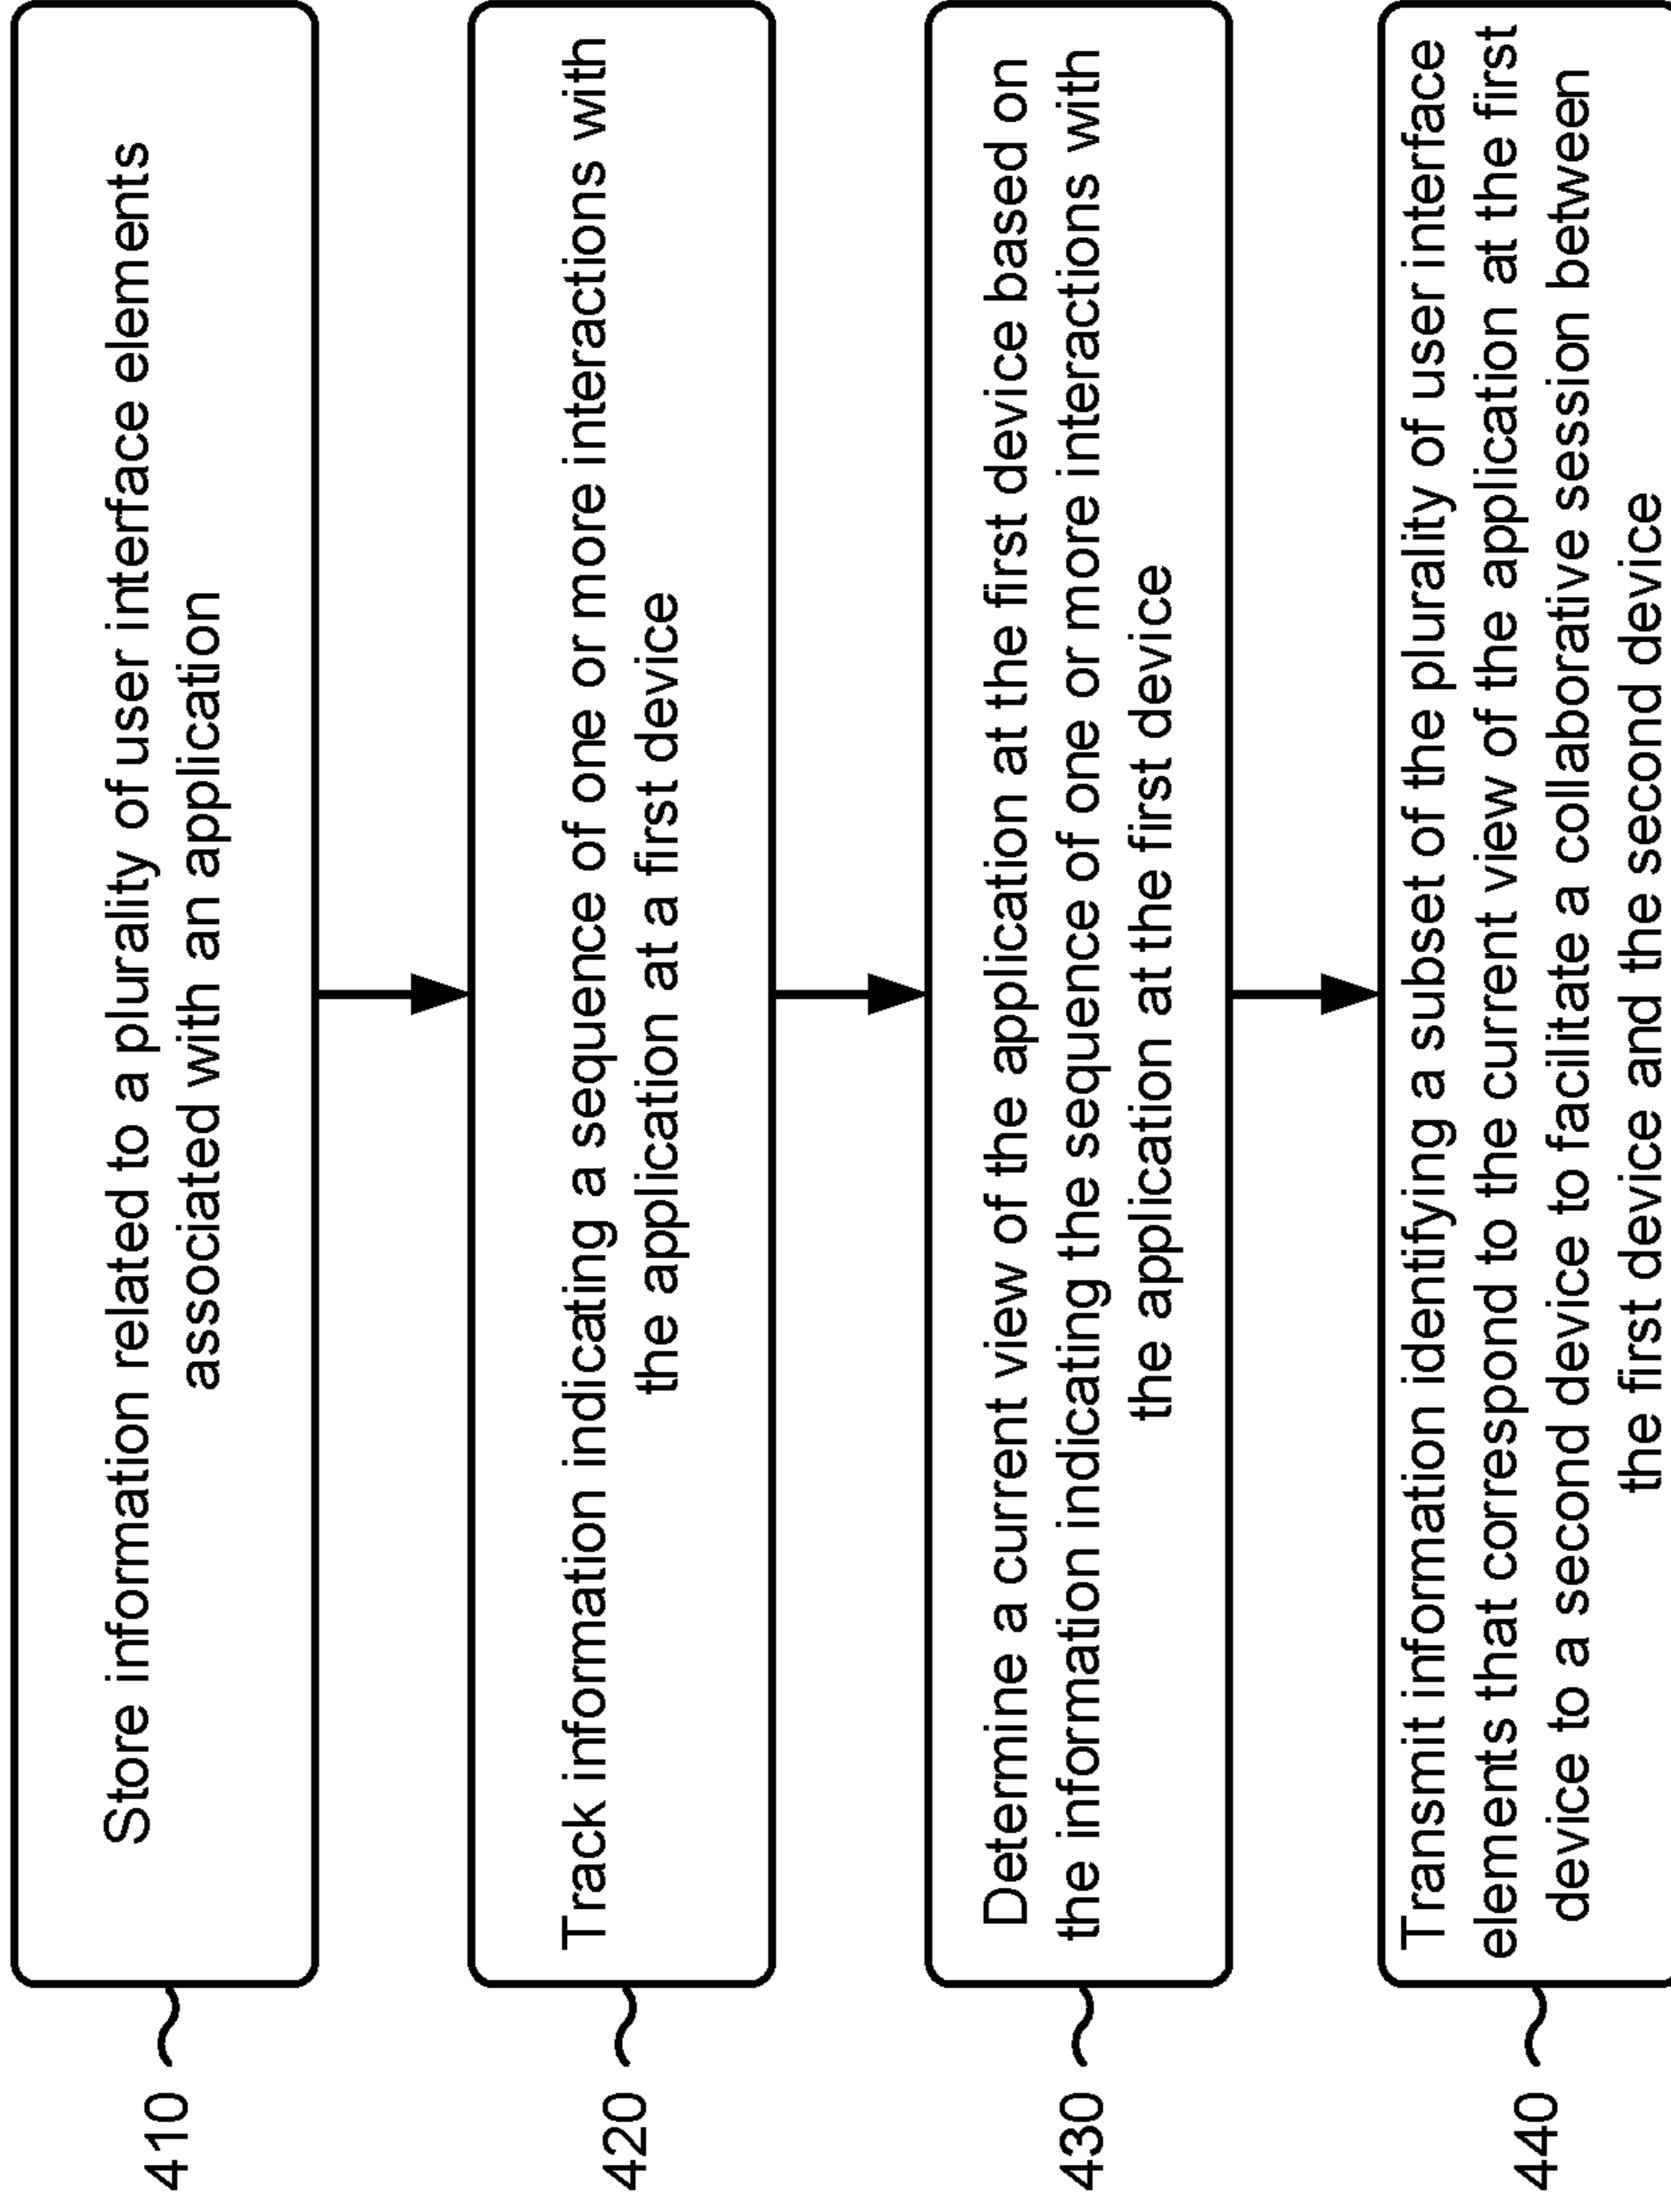 410
Store information related to a plurality of user interface elements
associated with an application
420
Track information indicating a sequence of one or more interactions with
the application at a first device
430
Determine a current view of the application at the first device based on
the information indicating the sequence of one or more interactions with
the application at the first device
440
Transmit information identifying a subset of the plurality of user interface
elements that correspond to the current view of the application at the first
device to a second device to facilitate a collaborative session between
the first device and the second device